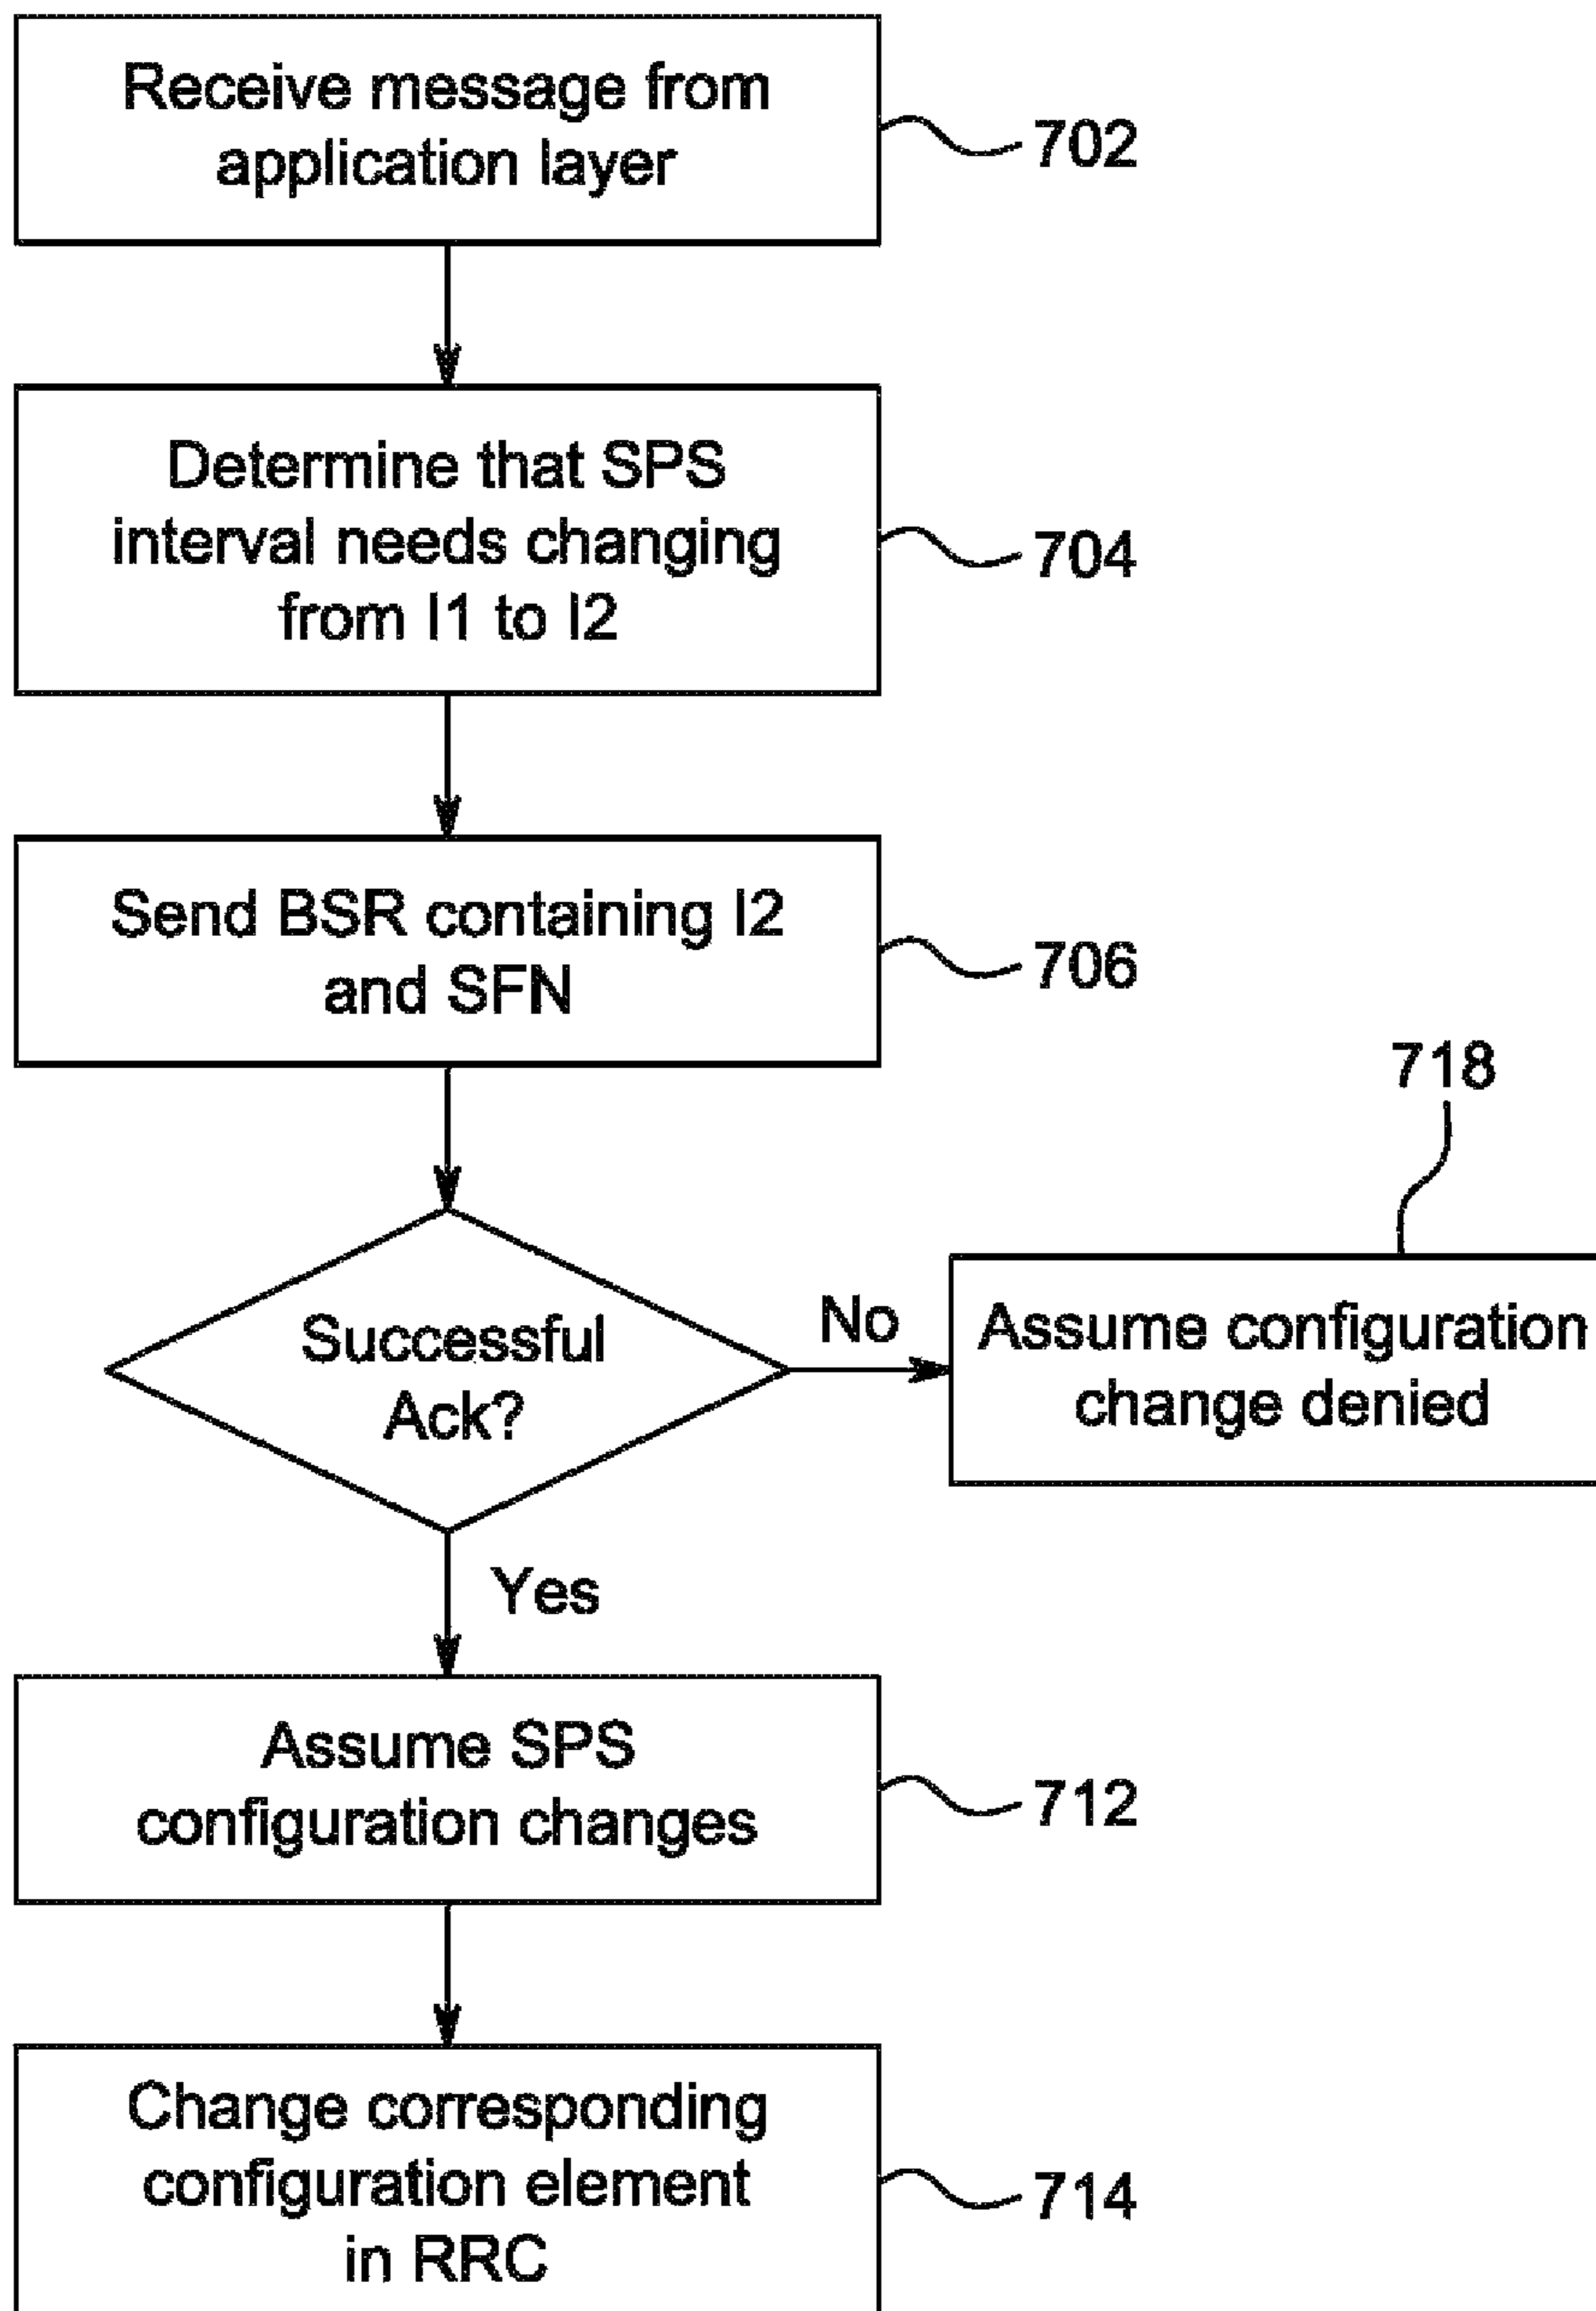 Receive message from
application layer
702
Determine that SPS
interval needs changing
from I1 to I2
704
Send BSR containing I2
and SFN
706
718
Successful
Ack?
No
Assume configuration
change denied
Yes
Assume SPS
configuration changes
712
Change corresponding
configuration element
in RRC
714